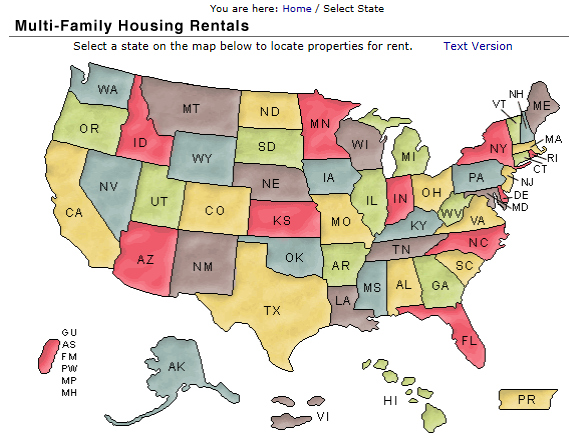 You are here: Home / Select State
Multi-Family Housing Rentals
Select a state on the map below to locate properties for rent. Text Version
WA
MT
ND
MN
OR
ID
WY
SD
WI
MI
NY
VT
NH
ME
MA
RI
CT
NJ
DE
MD
NV
UT
CO
NE
IA
IL
IN
OH
PA
CA
KS
MO
KY
WV
VA
AZ
NM
OK
AR
TN
NC
SC
TX
LA
MS
AL
GA
FL
GU
AS
FM
PW
MP
MH
AK
VI
HI
PR